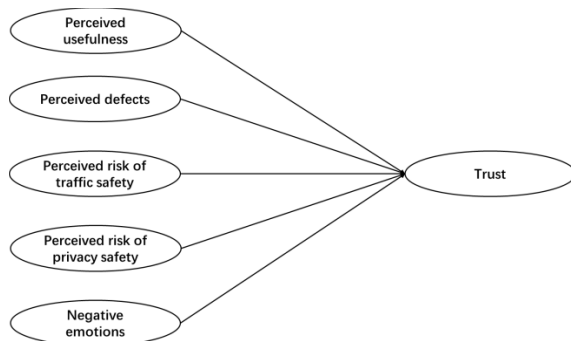 Perceived
usefulness
Perceived defects
Perceived risk of
traffic safety
Trust
Perceived risk of
privacy safety
Negative
emotions